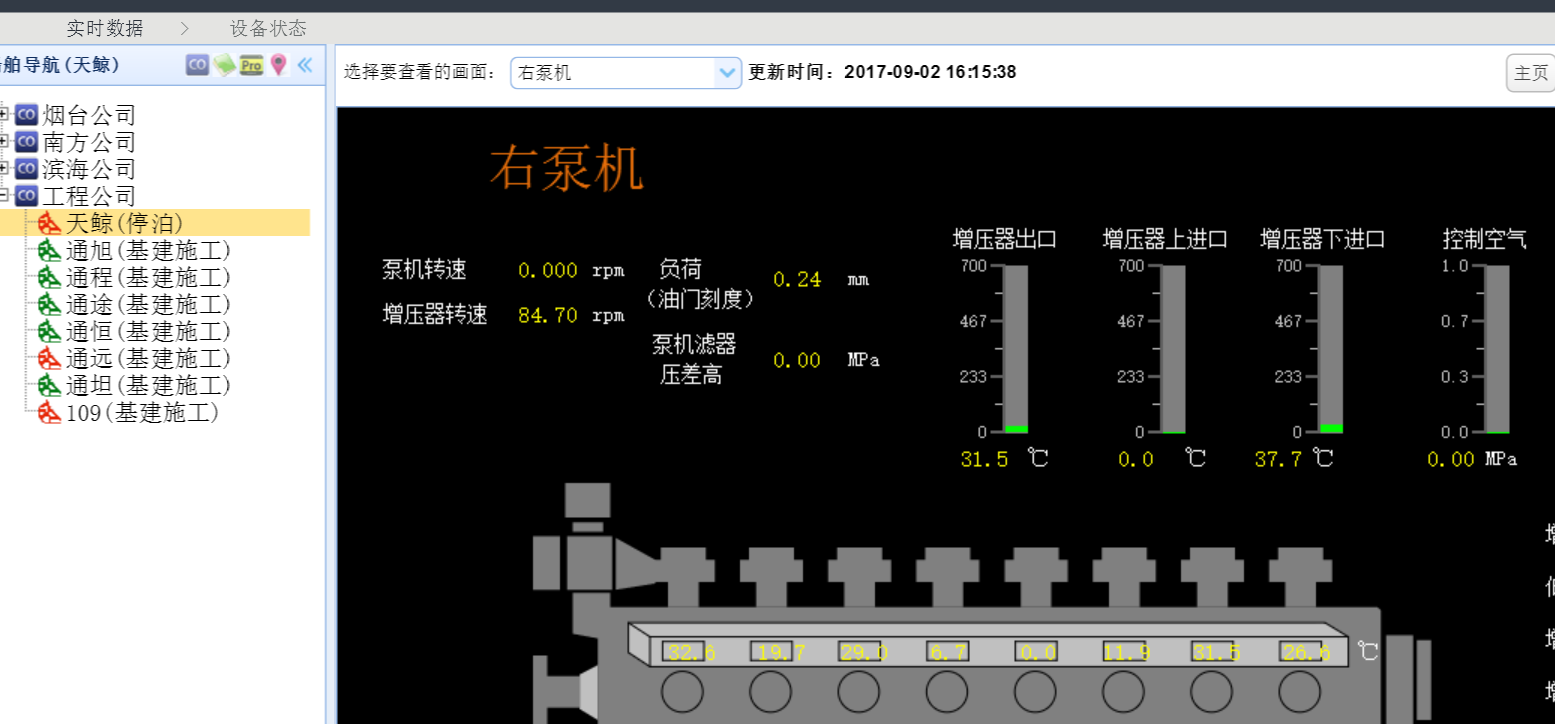 实时数据 > 设备状态
舶导航(天鲸) CO Pro «
选择要查看的画面: 右泵机 更新时间：2017-09-02 16:15:38 主页
CO 烟台公司
CO 南方公司
CO 滨海公司
CO 工程公司
天鲸(停泊)
通旭(基建施工)
通程(基建施工)
通途(基建施工)
通恒(基建施工)
通远(基建施工)
通坦(基建施工)
109(基建施工)
右泵机
泵机转速 0.000 rpm
增压器转速 84.70 rpm
负荷
(油门刻度) 0.24 mm
泵机滤器
压差高 0.00 MPa
增压器出口
700
467
233
0
31.5 ℃
增压器上进口
700
467
233
0
0.0 ℃
增压器下进口
700
467
233
0
37.7 ℃
控制空气
1.0
0.7
0.3
0.0
0.00 MPa
32.6 19.7 29.0 6.7 0.0 11.9 31.5 26.6 ℃